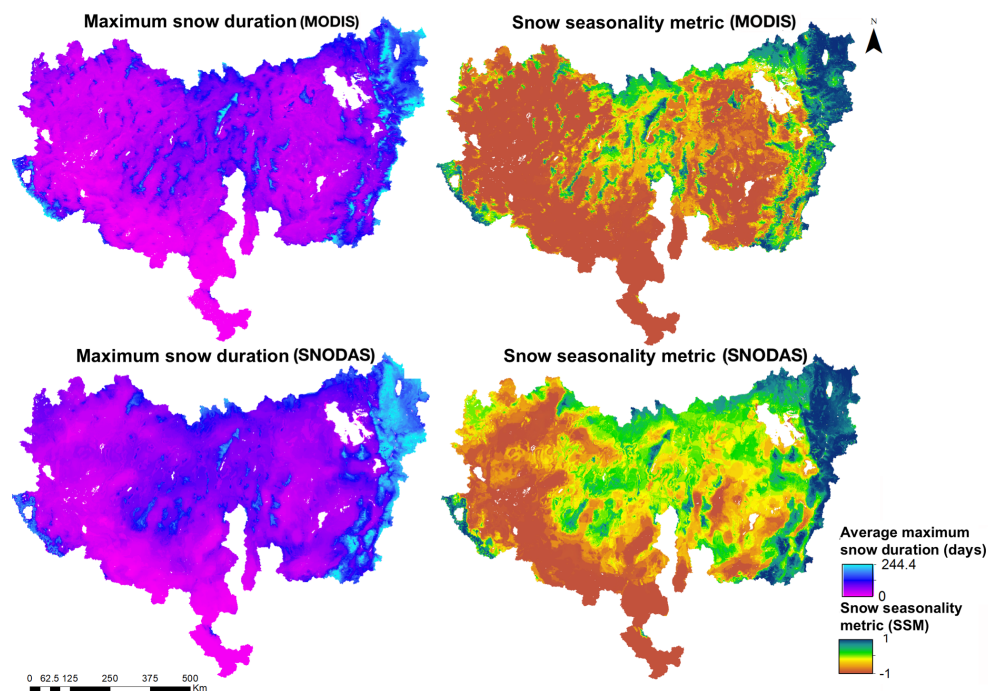 Maximum snow duration (MODIS)
Snow seasonality metric (MODIS)
N
Maximum snow duration (SNODAS)
Snow seasonality metric (SNODAS)
Average maximum
snow duration (days)
244.4
0
Snow seasonality
metric (SSM)
1
-1
0 62.5 125 250 375 500
Km